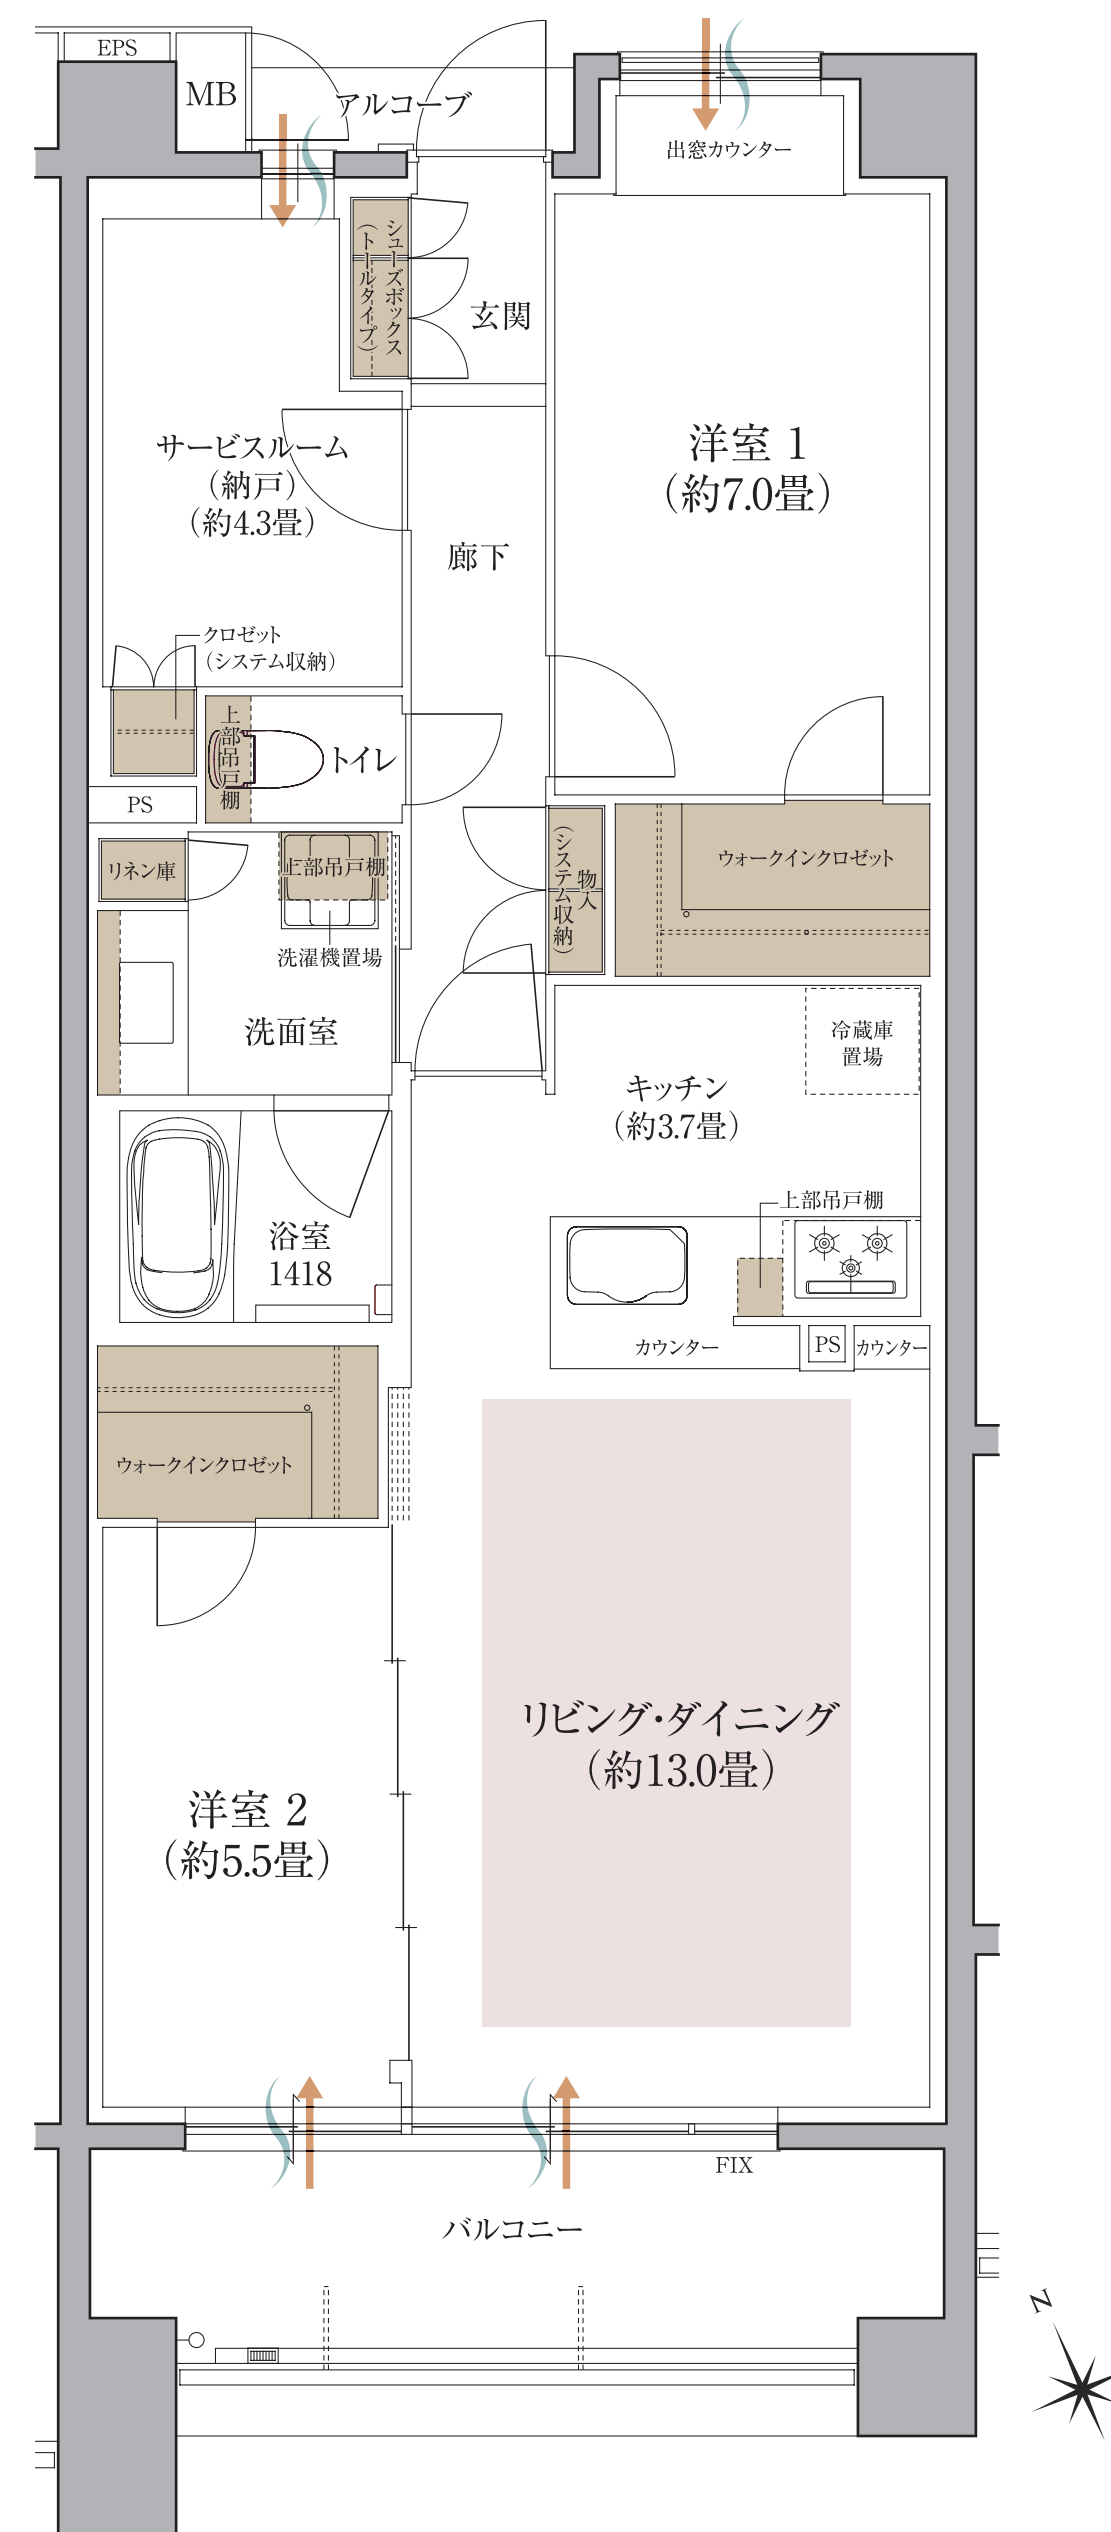 EPS
MB
アルコーブ
出窓カウンター
シューズボックス
（トールタイプ）
玄関
サービスルーム
（納戸）
（約4.3畳）
洋室 1
（約7.0畳）
廊下
クロゼット
（システム収納）
上部吊戸棚
トイレ
PS
リネン庫
上部吊戸棚
洗濯機置場
物入
（システム収納）
ウォークインクロゼット
洗面室
冷蔵庫
置場
キッチン
（約3.7畳）
上部吊戸棚
浴室
1418
カウンター
PS
カウンター
ウォークインクロゼット
リビング・ダイニング
（約13.0畳）
洋室 2
（約5.5畳）
FIX
バルコニー
N